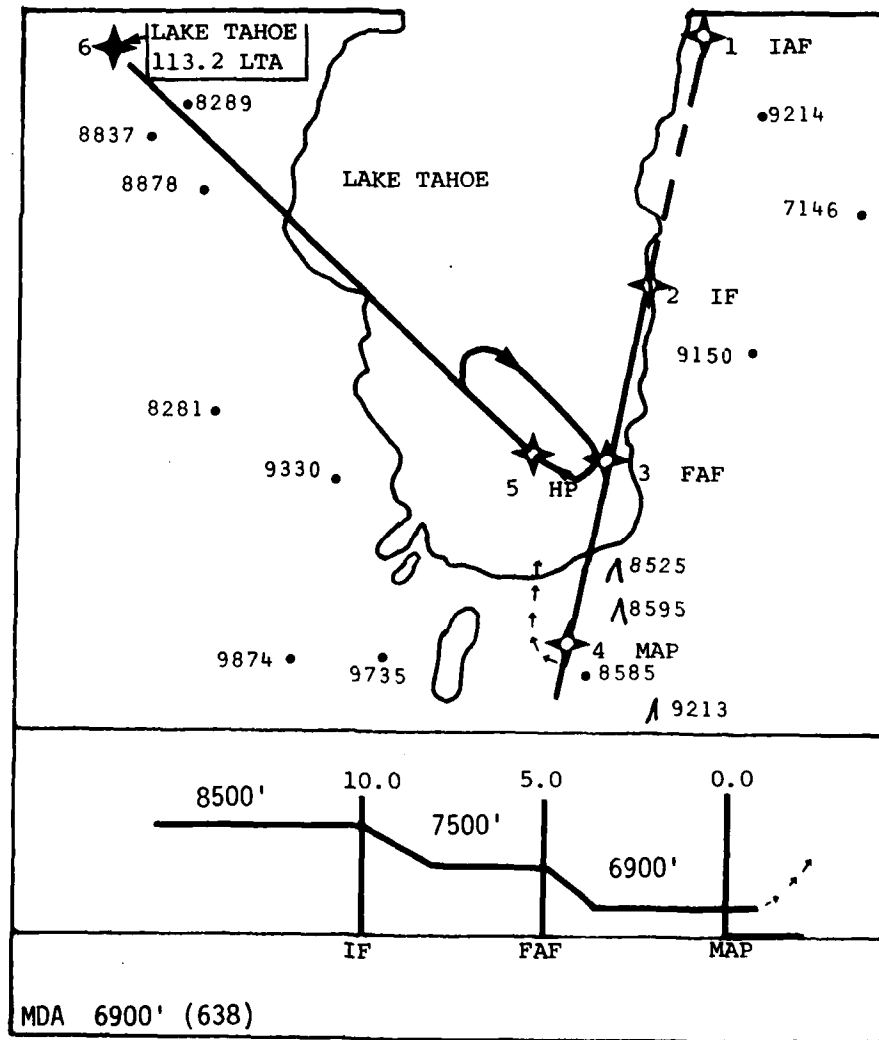 LAKE TAHOE
113.2 LTA
6
1 IAF
8289
9214
8837
8878
LAKE TAHOE
7146
2 IF
9150
8281
9330
5 HP
3 FAF
8525
8595
9874
9735
4 MAP
8585
9213
10.0
5.0
0.0
8500'
7500'
6900'
IF
FAF
MAP
MDA 6900' (638)